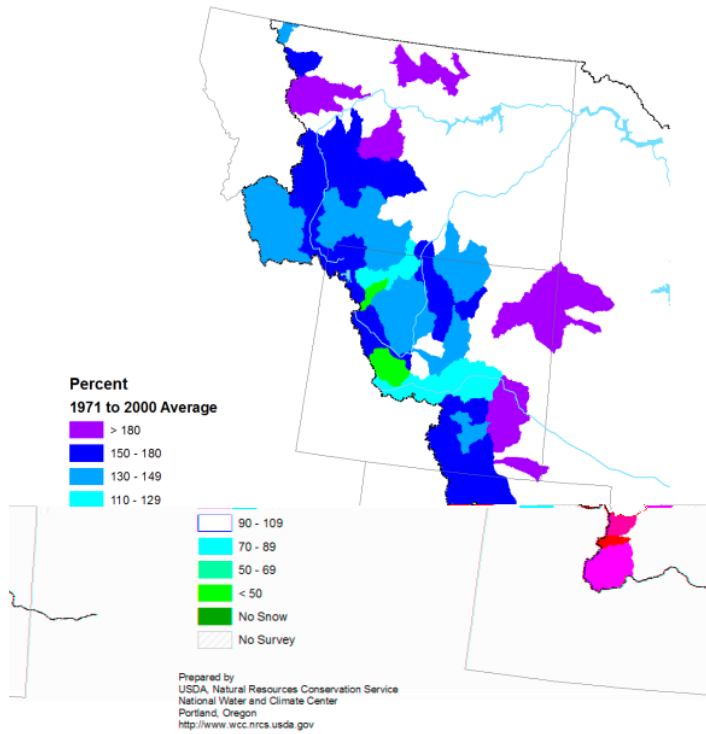 Percent
1971 to 2000 Average
> 180
150 - 180
130 - 149
110 - 129
90 - 109
70 - 89
50 - 69
< 50
No Snow
No Survey
Prepared by
USDA, Natural Resources Conservation Service
National Water and Climate Center
Portland, Oregon
http://www.wcc.nrcs.usda.gov